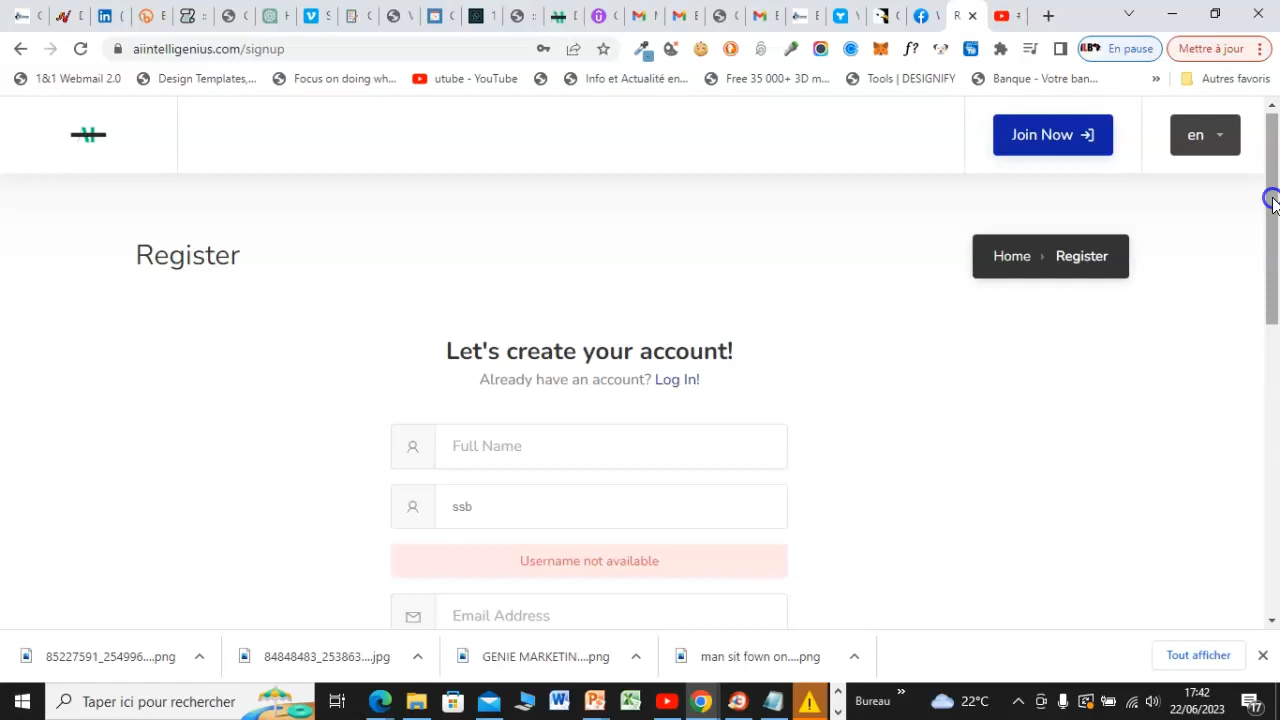 En pause
Mettre à jour
aiintelligenius.com/signup
1&1 Webmail 2.0
Design Templates,...
Focus on doing wh...
utube - YouTube
Info et Actualité en...
Free 35 000+ 3D m...
Tools | DESIGNIFY
Banque - Votre ban...
»
Autres favoris
Join Now
en
Register
Home
Register
Let's create your account!
Already have an account? Log In!
Full Name
ssb
Username not available
Email Address
85227591_254996....png
84848483_253863....jpg
GENIE MARKETIN....png
man sit fown on....png
Tout afficher
Taper ici pour rechercher
Bureau
»
22°C
17:42
22/06/2023
17